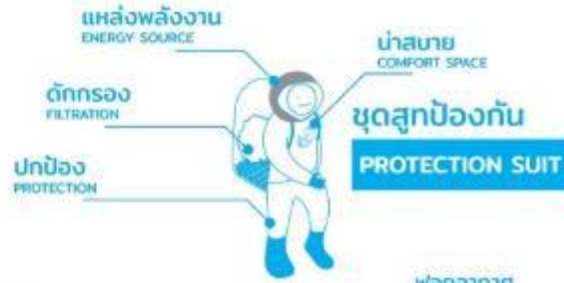 แหล่งพลังงาน
ENERGY SOURCE
น่าสบาย
COMFORT SPACE
ดักกรอง
FILTRATION
ชุดสูทป้องกัน
PROTECTION SUIT
ปกป้อง
PROTECTION